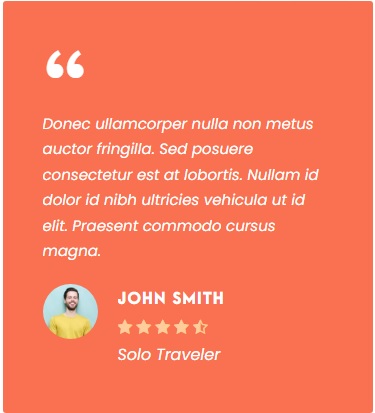 “
Donec ullamcorper nulla non metus
auctor fringilla. Sed posuere
consectetur est at lobortis. Nullam id
dolor id nibh ultricies vehicula ut id
elit. Praesent commodo cursus
magna.
JOHN SMITH
Solo Traveler